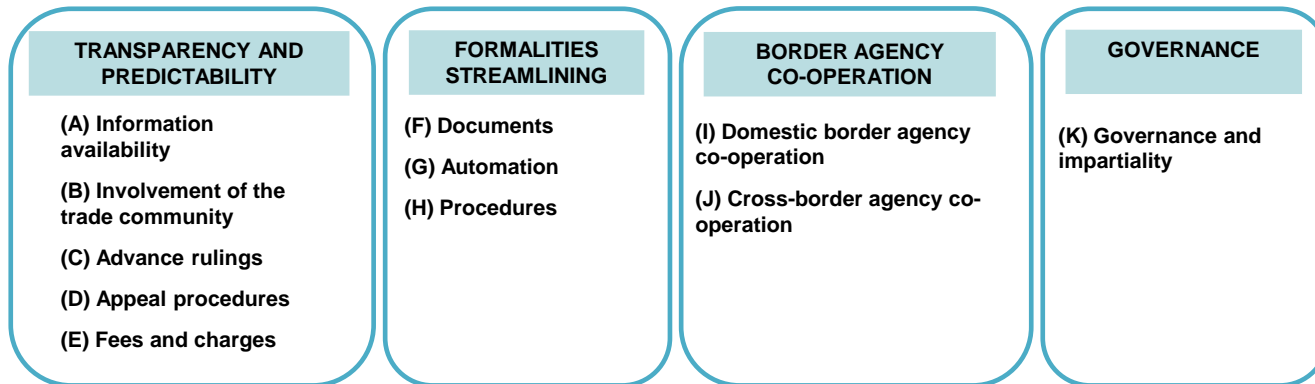 TRANSPARENCY AND
PREDICTABILITY
(A) Information
availability
(B) Involvement of the
trade community
(C) Advance rulings
(D) Appeal procedures
(E) Fees and charges
FORMALITIES
STREAMLINING
(F) Documents
(G) Automation
(H) Procedures
BORDER AGENCY
CO-OPERATION
(I) Domestic border agency
co-operation
(J) Cross-border agency co-
operation
GOVERNANCE
(K) Governance and
impartiality